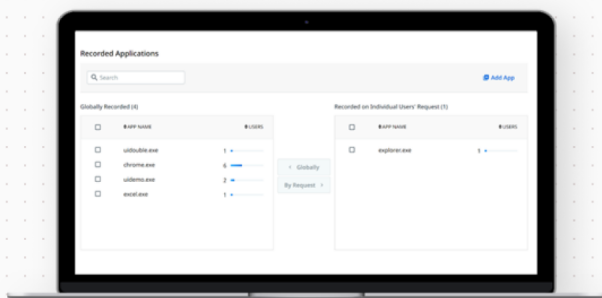 Recorded Applications
Search
Add App
Globally Recorded (4)
APP NAME
USERS
uidouble.exe 1
chrome.exe 6
uidemo.exe 2
excel.exe 1
< Globally
By Request >
Recorded on Individual Users' Request (1)
APP NAME
USERS
explorer.exe 1